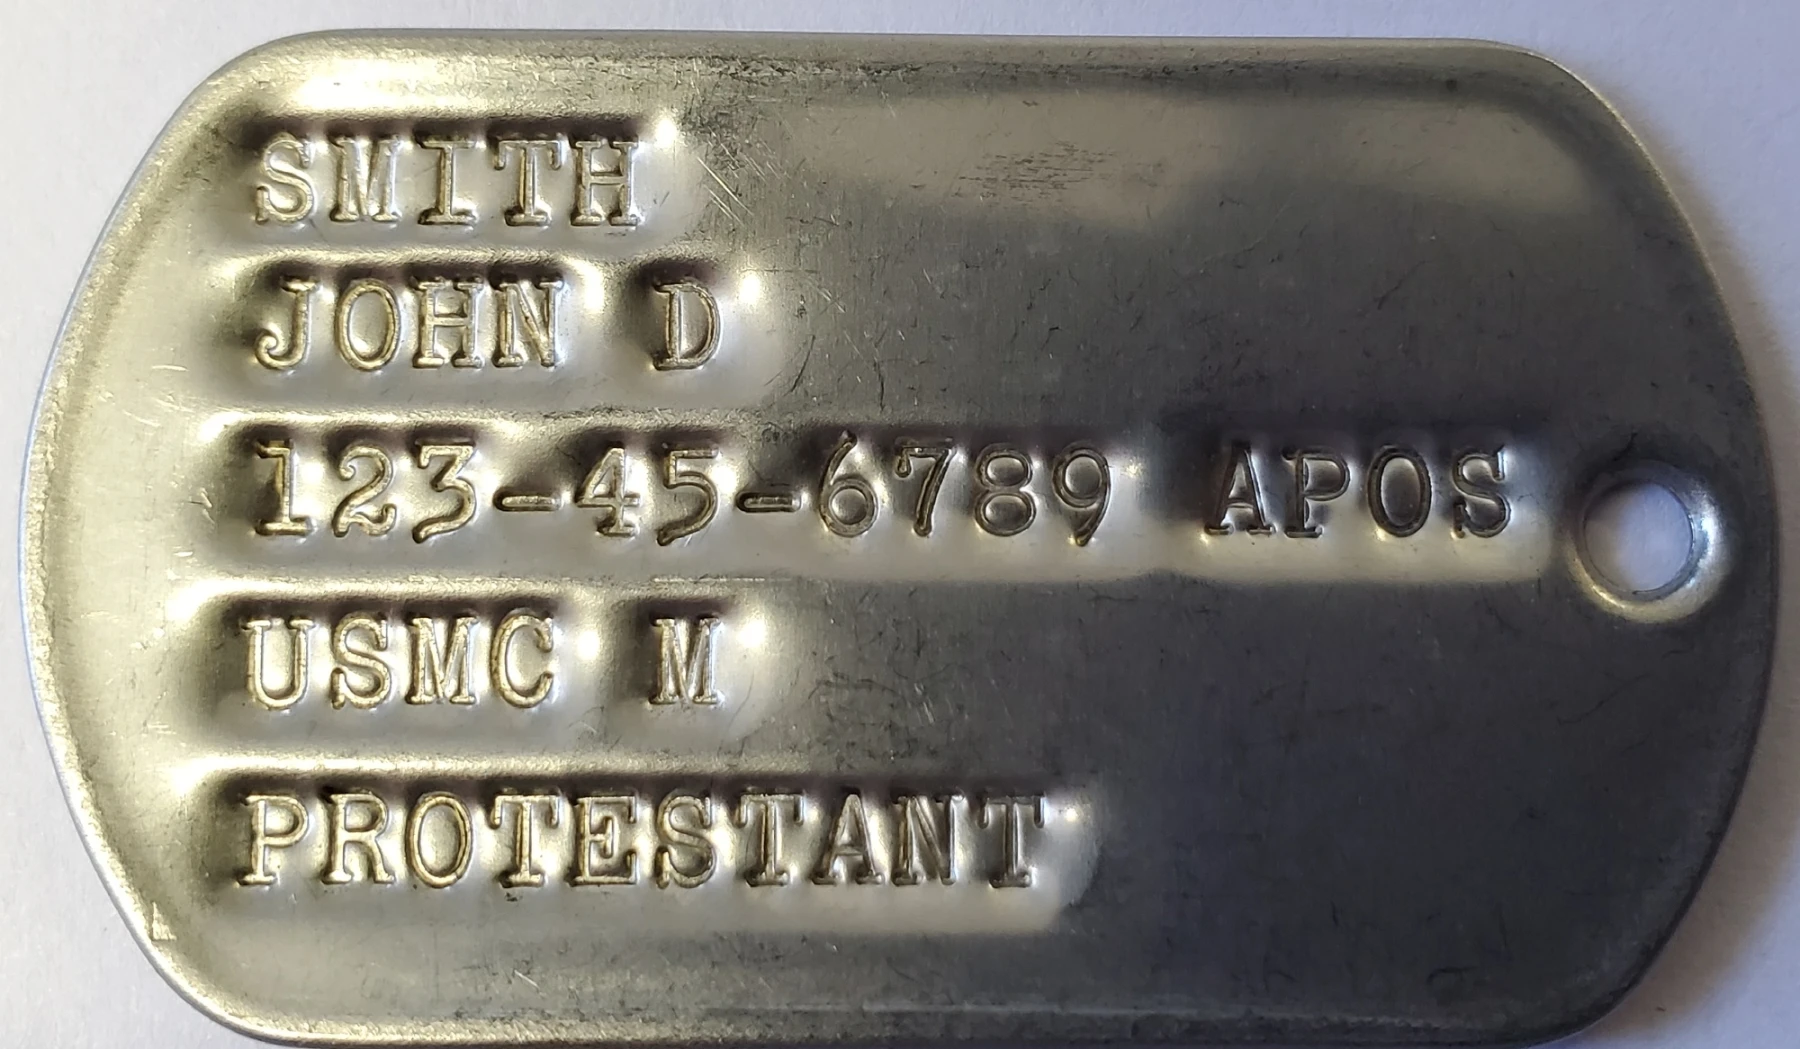 SMITH
JOHN D
123-45-6789 APOS
USMC M
PROTESTANT